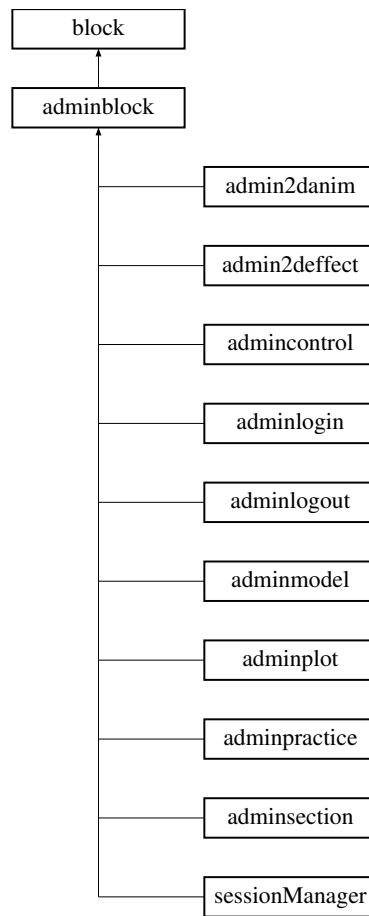 block
adminblock
admin2danim
admin2deffect
admincontrol
adminlogin
adminlogout
adminmodel
adminplot
adminpractice
adminsection
sessionManager